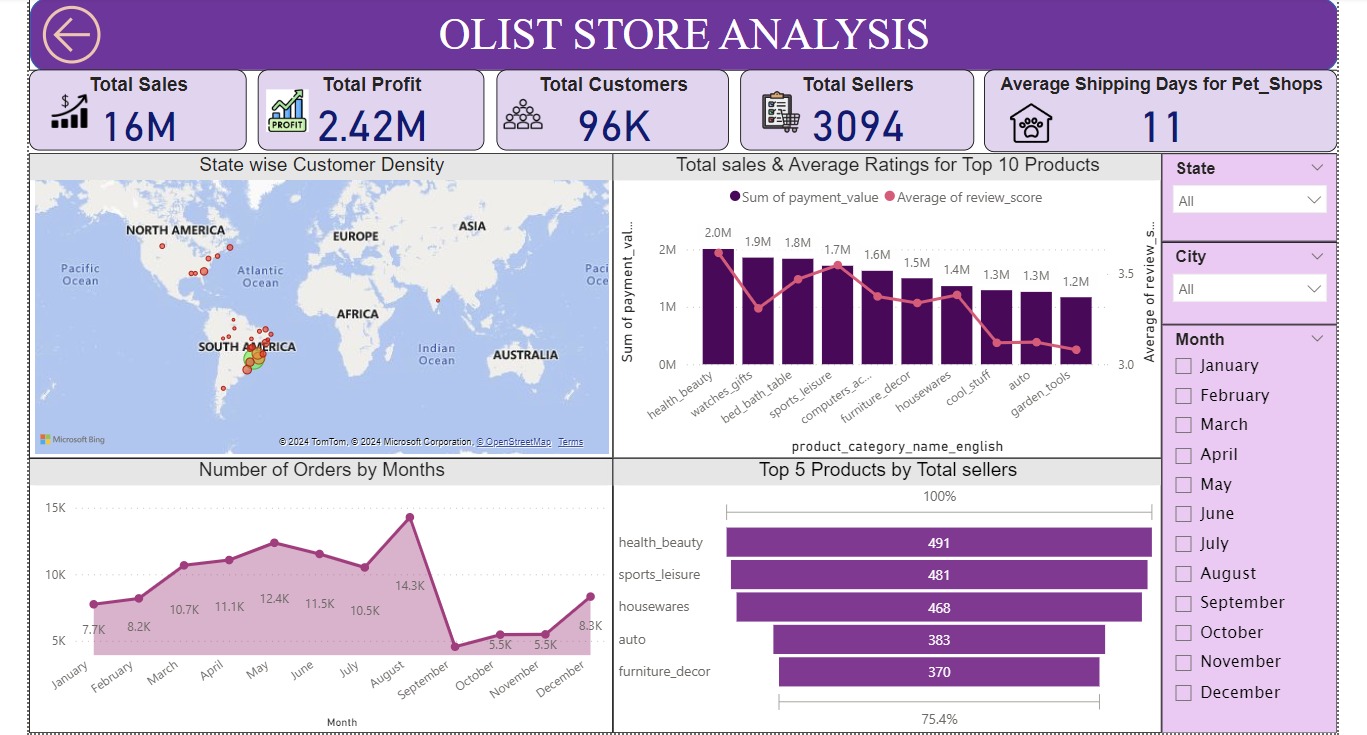 OLIST STORE ANALYSIS
Total Sales
16M
Total Profit
PROFIT
2.42M
Total Customers
96K
Total Sellers
3094
Average Shipping Days for Pet_Shops
11
State wise Customer Density
NORTH AMERICA
EUROPE
ASIA
Pacific
Ocean
Atlantic
Ocean
Paci
Oce
AFRICA
SOUTH AMERICA
Indian
Ocean
AUSTRALIA
Microsoft Bing
© 2024 TomTom, © 2024 Microsoft Corporation, © OpenStreetMap Terms
Total sales & Average Ratings for Top 10 Products
Sum of payment_value
Average of review_score
Sum of payment_val...
2M
1M
0M
2.0M
1.9M
1.8M
1.7M
1.6M
1.5M
1.4M
1.3M
1.3M
1.2M
3.5
3.0
Average of review_s...
health_beauty
watches_gifts
bed_bath_table
sports_leisure
computers_ac...
furniture_decor
housewares
cool_stuff
auto
garden_tools
product_category_name_english
State
All
City
All
Month
January
February
March
April
May
June
July
August
September
October
November
December
Number of Orders by Months
15K
10K
5K
7.7K
8.2K
10.7K
11.1K
12.4K
11.5K
10.5K
14.3K
5.5K
5.5K
8.3K
January
February
March
April
May
June
July
August
September
October
November
December
Month
Top 5 Products by Total sellers
100%
health_beauty 491
sports_leisure 481
housewares 468
auto 383
furniture_decor 370
75.4%